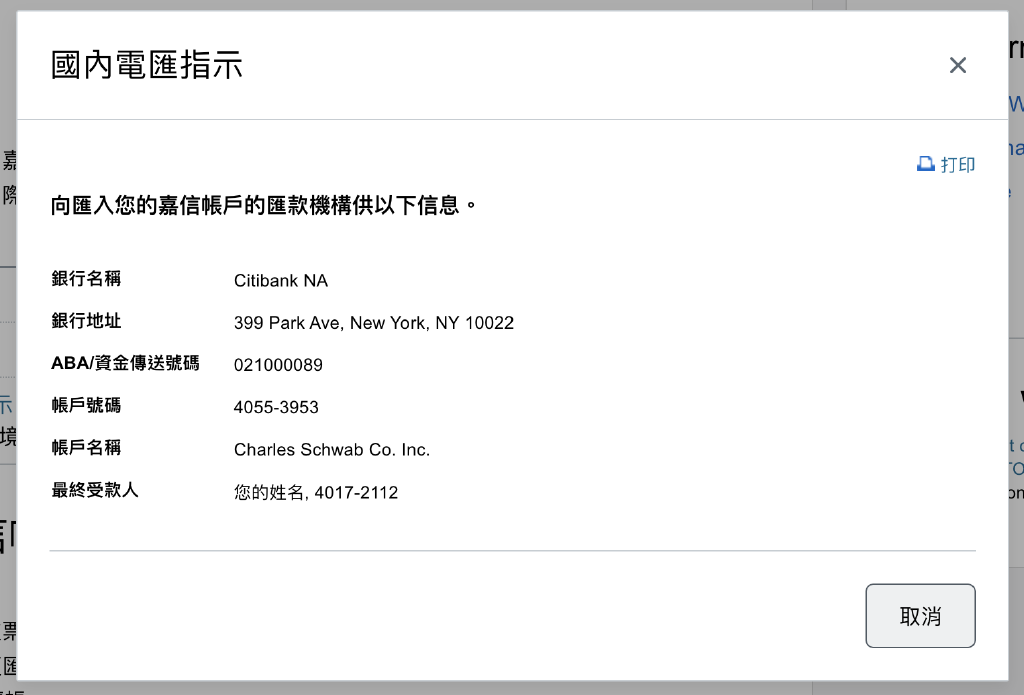 國內電匯指示
打印
向匯入您的嘉信帳戶的匯款機構供以下信息。
銀行名稱 Citibank NA
銀行地址 399 Park Ave, New York, NY 10022
ABA/資金傳送號碼 021000089
帳戶號碼 4055-3953
帳戶名稱 Charles Schwab Co. Inc.
最終受款人 您的姓名, 4017-2112
取消